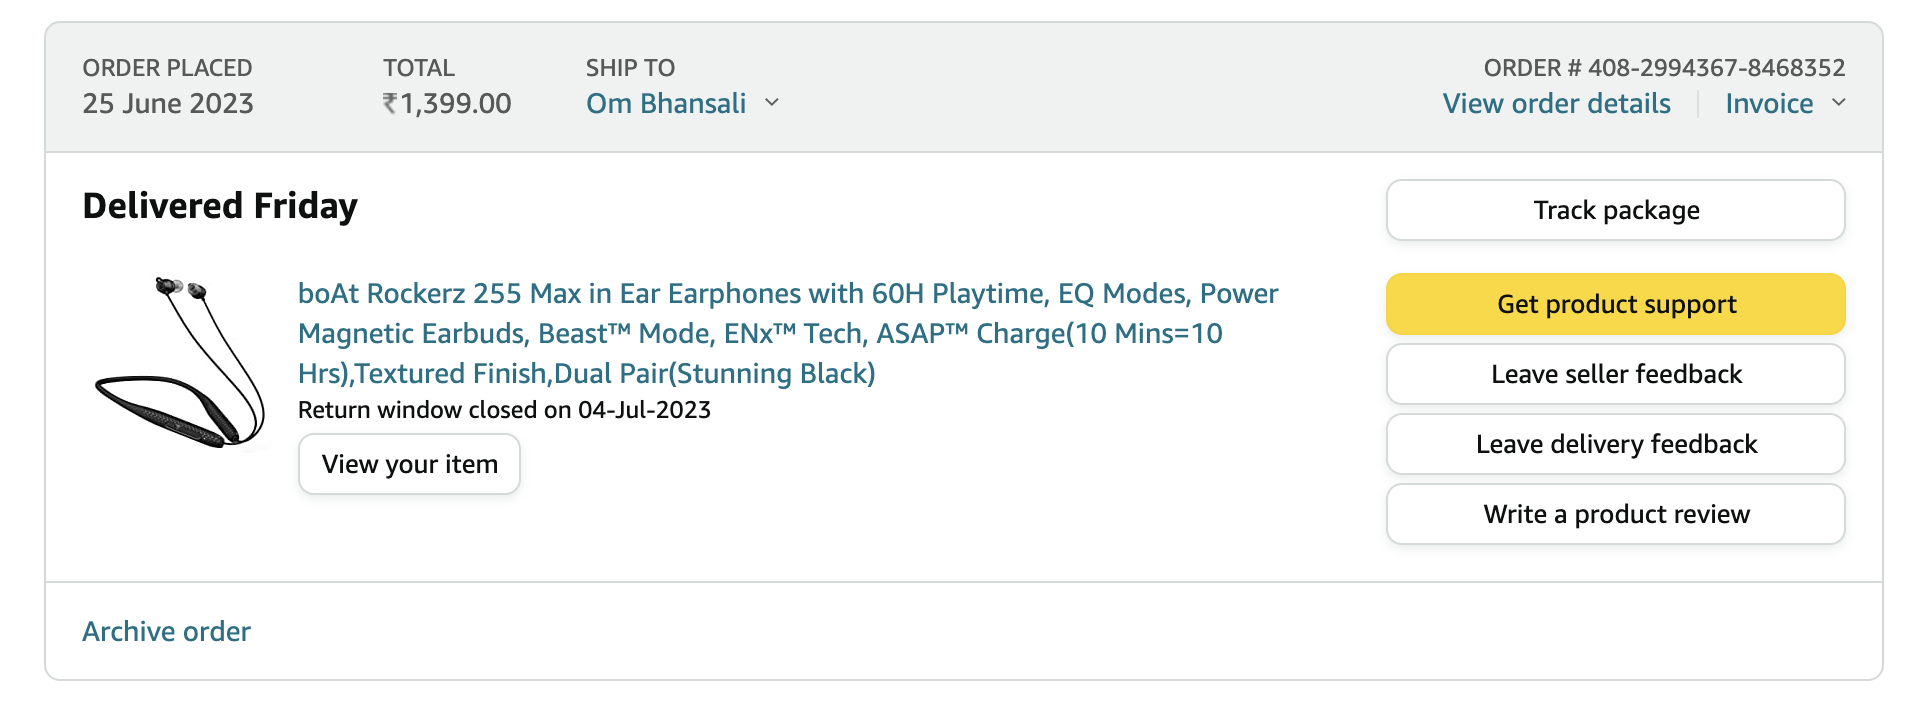 ORDER PLACED
25 June 2023
TOTAL
₹1,399.00
SHIP TO
Om Bhansali
ORDER # 408-2994367-8468352
View order details
Invoice
Delivered Friday
boAt Rockerz 255 Max in Ear Earphones with 60H Playtime, EQ Modes, Power
Magnetic Earbuds, Beast™ Mode, ENx™ Tech, ASAP™ Charge(10 Mins=10
Hrs),Textured Finish,Dual Pair(Stunning Black)
Return window closed on 04-Jul-2023
View your item
Track package
Get product support
Leave seller feedback
Leave delivery feedback
Write a product review
Archive order